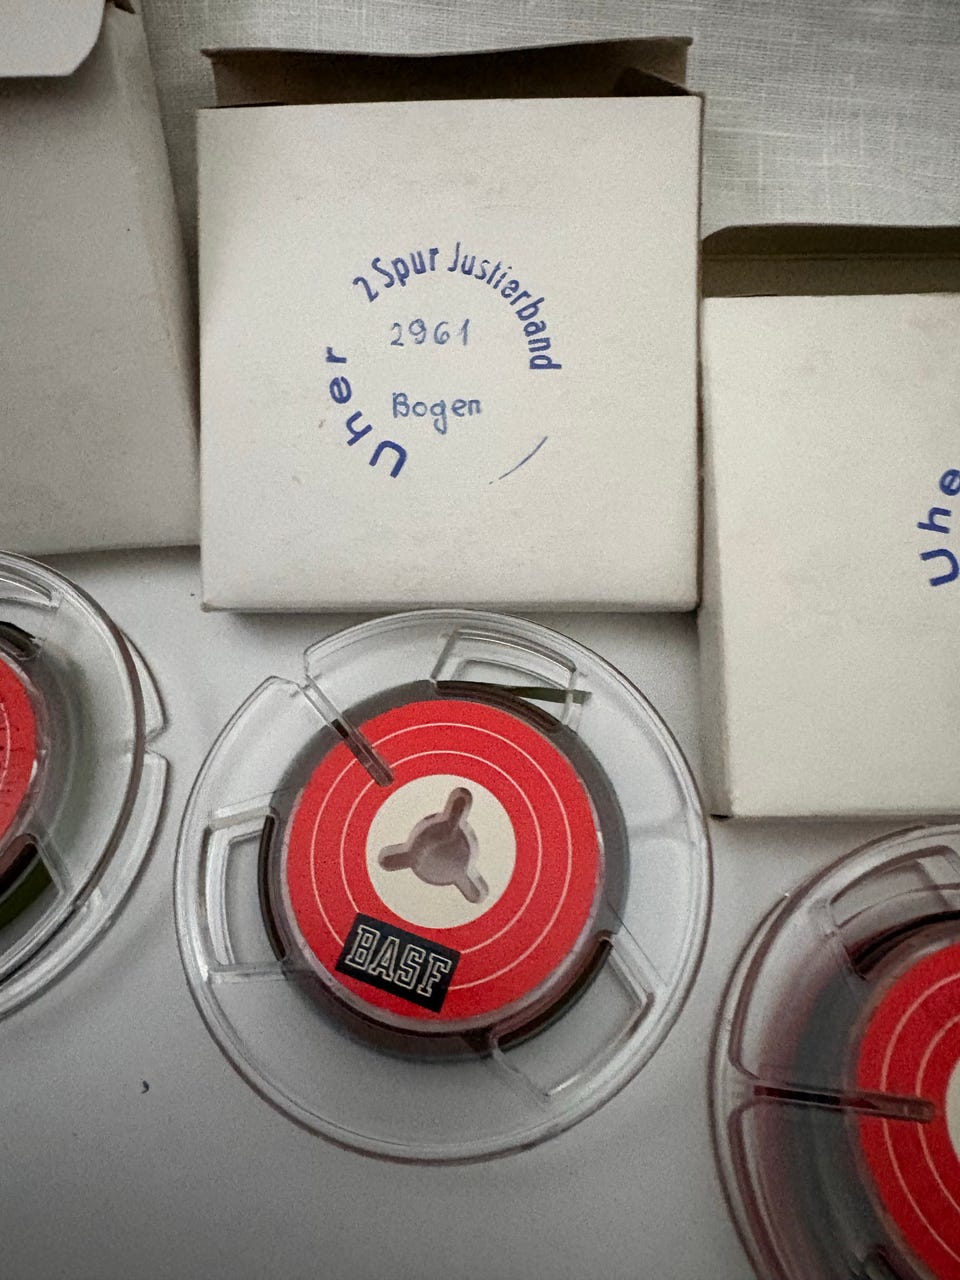 2 Spur Justierband
2961
Uher
Bogen
Uhe
BASF